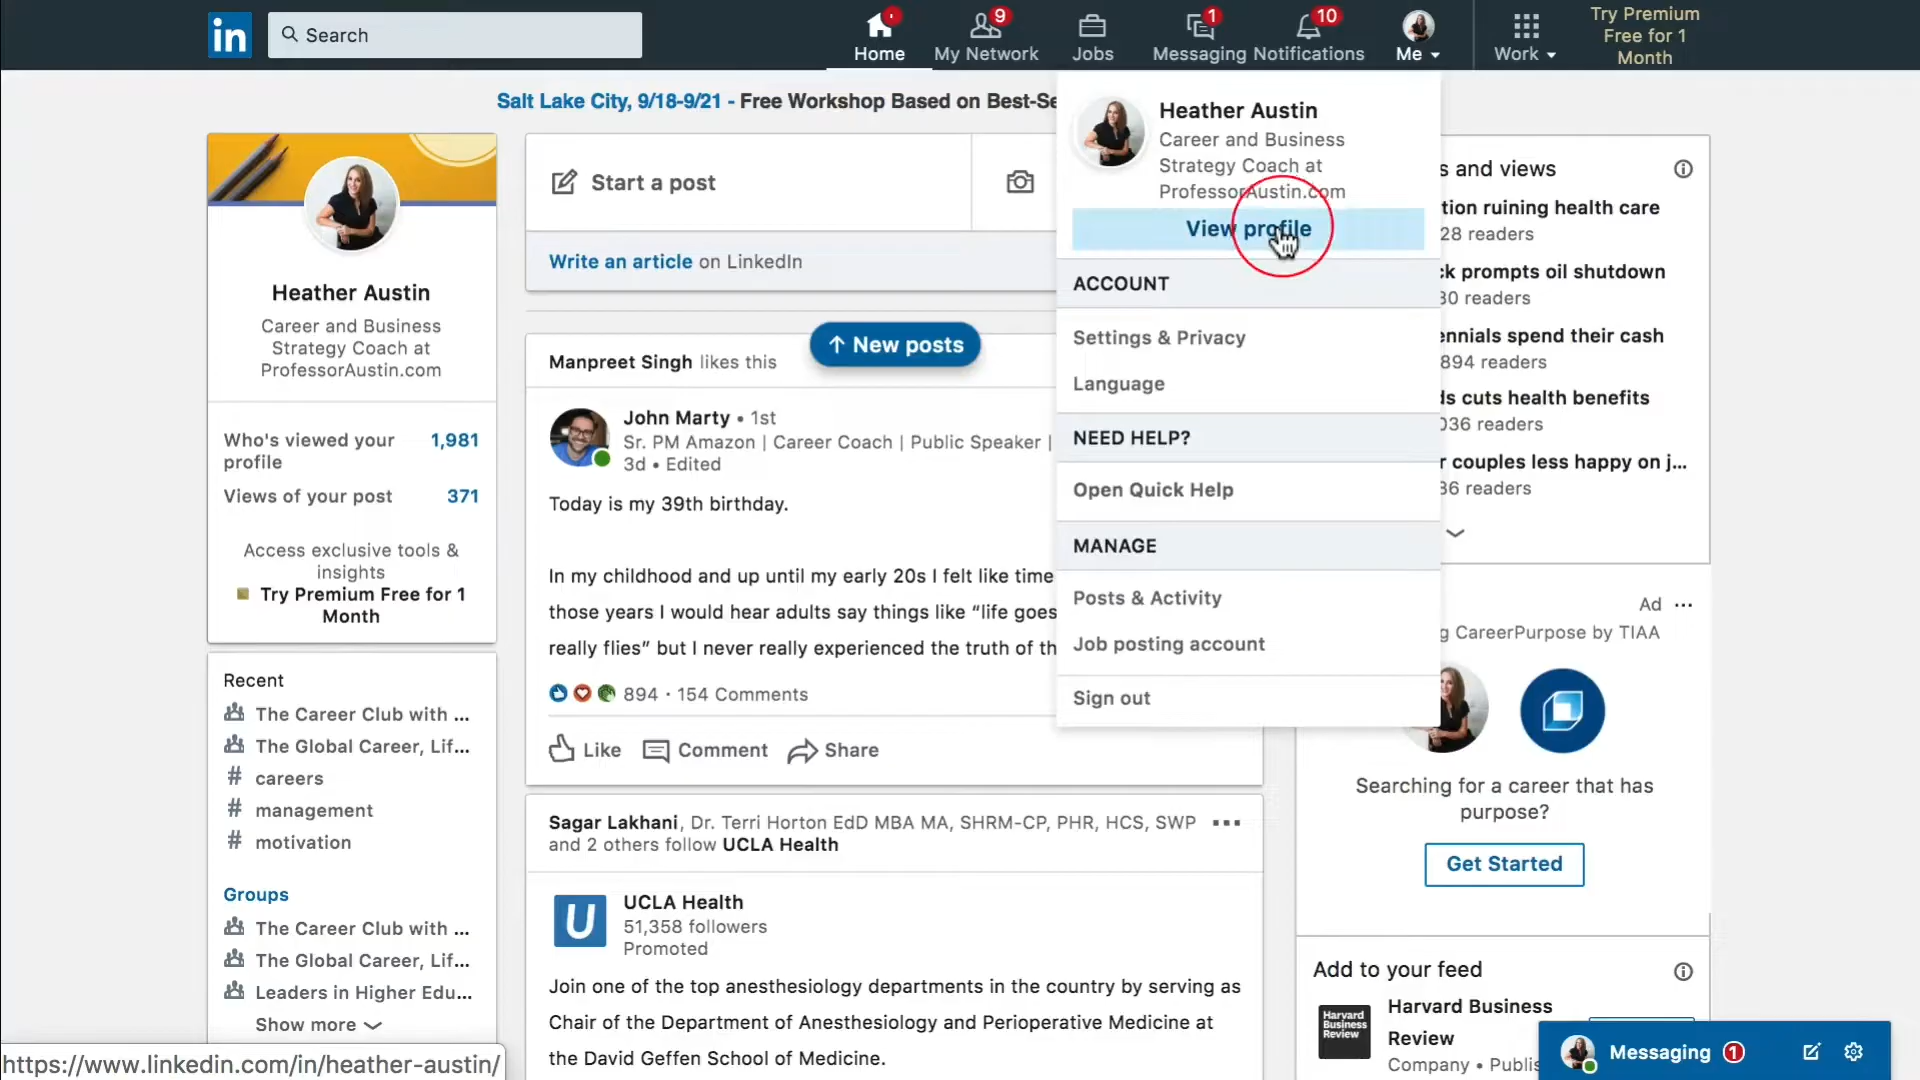 in
Search
Home
9
My Network
Jobs
1
Messaging
10
Notifications
Me
Work
Try Premium
Free for 1
Month
Salt Lake City, 9/18-9/21 - Free Workshop Based on Best-Se
Heather Austin
Career and Business
Strategy Coach at
ProfessorAustin.com
Who's viewed your
profile
1,981
Views of your post
371
Access exclusive tools &
insights
Try Premium Free for 1
Month
Recent
The Career Club with ...
The Global Career, Lif...
# careers
# management
# motivation
Groups
The Career Club with ...
The Global Career, Lif...
Leaders in Higher Edu...
Show more
https://www.linkedin.com/in/heather-austin/
Start a post
Write an article on LinkedIn
↑ New posts
Manpreet Singh likes this
John Marty • 1st
Sr. PM Amazon | Career Coach | Public Speaker |
3d • Edited
Today is my 39th birthday.
In my childhood and up until my early 20s I felt like time
those years I would hear adults say things like “life goes
really flies” but I never really experienced the truth of th
894 · 154 Comments
Like
Comment
Share
Sagar Lakhani, Dr. Terri Horton EdD MBA MA, SHRM-CP, PHR, HCS, SWP
and 2 others follow UCLA Health
U
UCLA Health
51,358 followers
Promoted
Join one of the top anesthesiology departments in the country by serving as
Chair of the Department of Anesthesiology and Perioperative Medicine at
the David Geffen School of Medicine.
Heather Austin
Career and Business
Strategy Coach at
ProfessorAustin.com
View profile
ACCOUNT
Settings & Privacy
Language
NEED HELP?
Open Quick Help
MANAGE
Posts & Activity
Job posting account
Sign out
s and views
tion ruining health care
28 readers
ck prompts oil shutdown
30 readers
ennials spend their cash
894 readers
ds cuts health benefits
036 readers
r couples less happy on j...
36 readers
Ad
g CareerPurpose by TIAA
Searching for a career that has
purpose?
Get Started
Add to your feed
Harvard
Business
Review
Harvard Business
Review
Company • Publis
Messaging 1